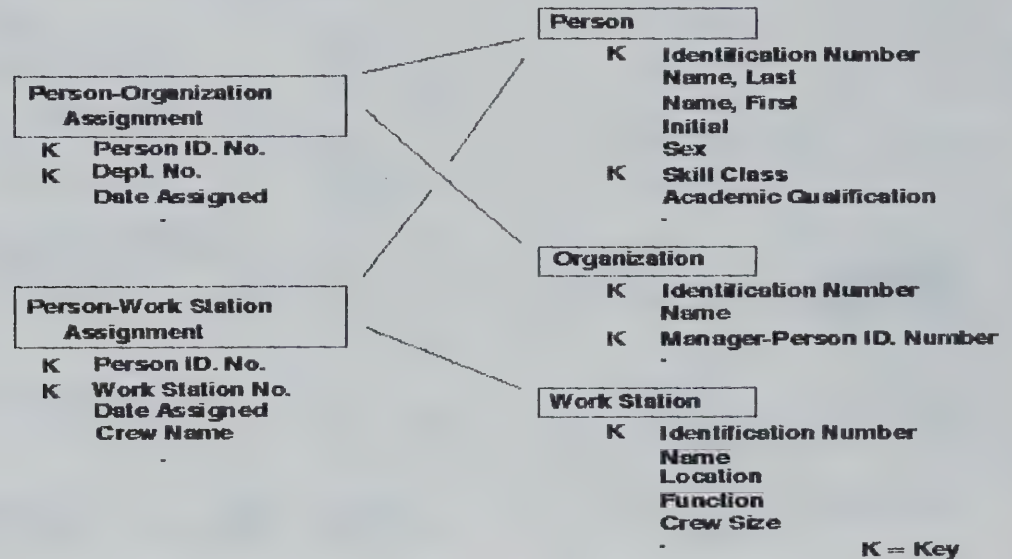 Person-Organization
Assignment
K Person ID. No.
K Dept. No.
Date Assigned
Person-Work Station
Assignment
K Person ID. No.
K Work Station No.
Date Assigned
Crew Name
Person
K Identification Number
Name, Last
Name, First
Initial
Sex
K Skill Class
Academic Qualification
Organization
K Identification Number
Name
K Manager-Person ID. Number
Work Station
K Identification Number
Name
Location
Function
Crew Size
K = Key